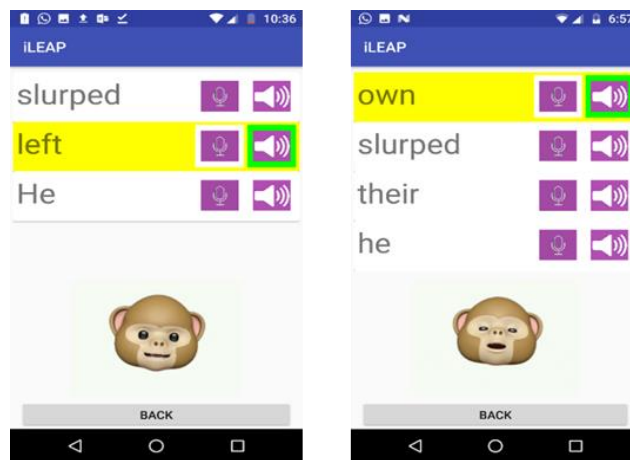 10:36
iLEAP
slurped
left
He
BACK
6:57
iLEAP
own
slurped
their
he
BACK